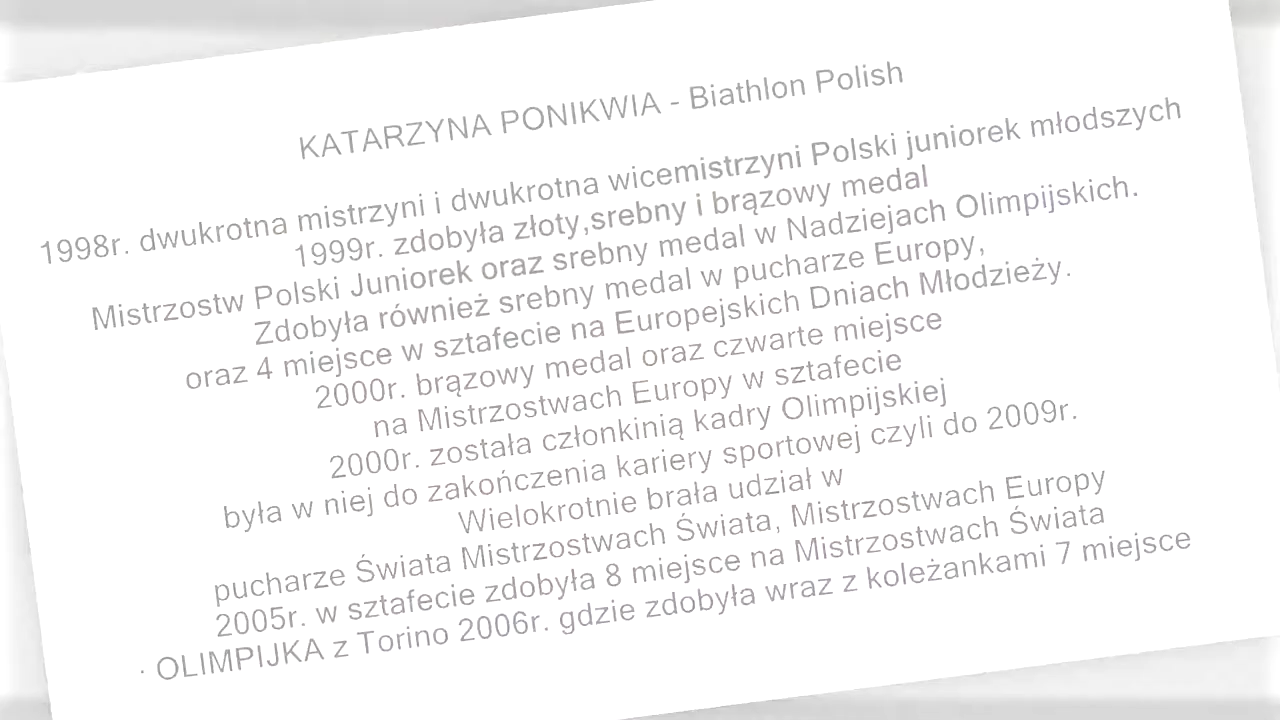 KATARZYNA PONIKWIA - Biathlon Polish
1998r. dwukrotna mistrzyni i dwukrotna wicemistrzyni Polski juniorek młodszych
1999r. zdobyła złoty,srebny i brązowy medal
Mistrzostw Polski Juniorek oraz srebny medal w Nadziejach Olimpijskich.
Zdobyła również srebny medal w pucharze Europy,
oraz 4 miejsce w sztafecie na Europejskich Dniach Młodzieży.
2000r. brązowy medal oraz czwarte miejsce
na Mistrzostwach Europy w sztafecie
2000r. została członkinią kadry Olimpijskiej
była w niej do zakończenia kariery sportowej czyli do 2009r.
Wielokrotnie brała udział w
pucharze Świata Mistrzostwach Świata, Mistrzostwach Europy
2005r. w sztafecie zdobyła 8 miejsce na Mistrzostwach Świata
· OLIMPIJKA z Torino 2006r. gdzie zdobyła wraz z koleżankami 7 miejsce